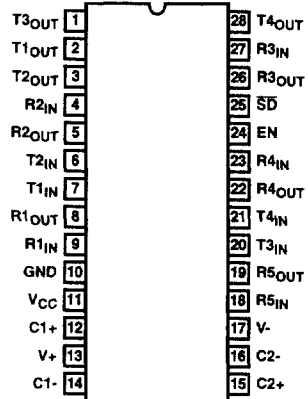 T3OUT 1 28 T4OUT
T1OUT 2 27 R3IN
T2OUT 3 26 R3OUT
R2IN 4 25 S̅D̅
R2OUT 5 24 EN
T2IN 6 23 R4IN
T1IN 7 22 R4OUT
R1OUT 8 21 T4IN
R1IN 9 20 T3IN
GND 10 19 R5OUT
VCC 11 18 R5IN
C1+ 12 17 V-
V+ 13 16 C2-
C1- 14 15 C2+